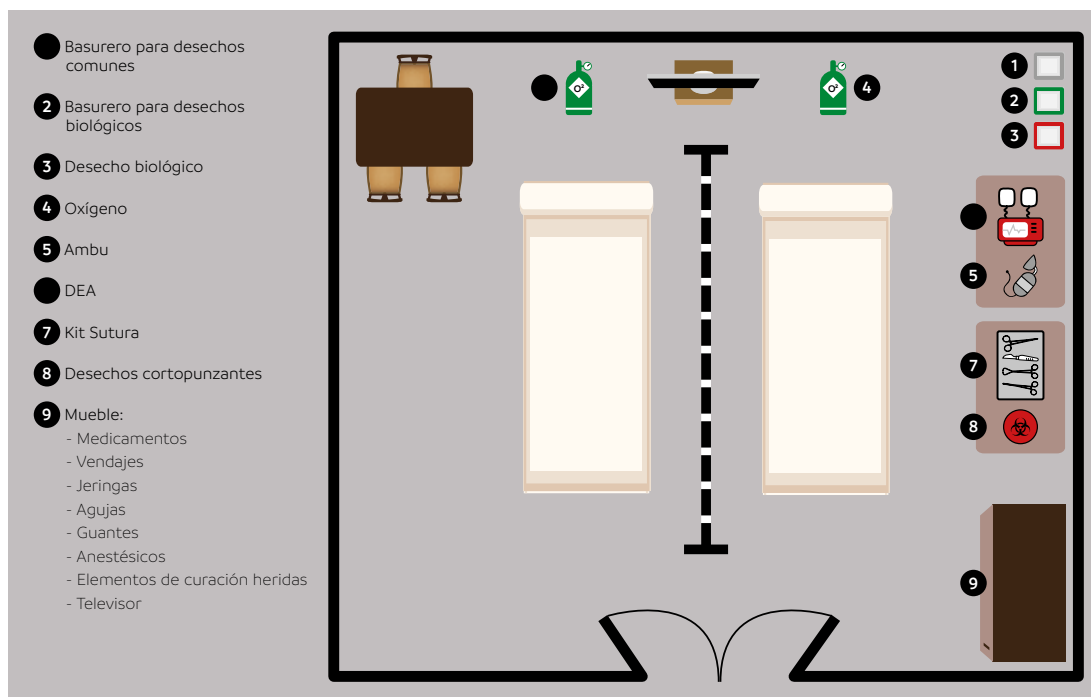 Basurero para desechos
comunes
2 Basurero para desechos
biológicos
3 Desecho biológico
4 Oxígeno
5 Ambu
DEA
7 Kit Sutura
8 Desechos cortopunzantes
9 Mueble:
- Medicamentos
- Vendajes
- Jeringas
- Agujas
- Guantes
- Anestésicos
- Elementos de curación heridas
- Televisor
O²
O²
4
1
2
3
5
7
8
9